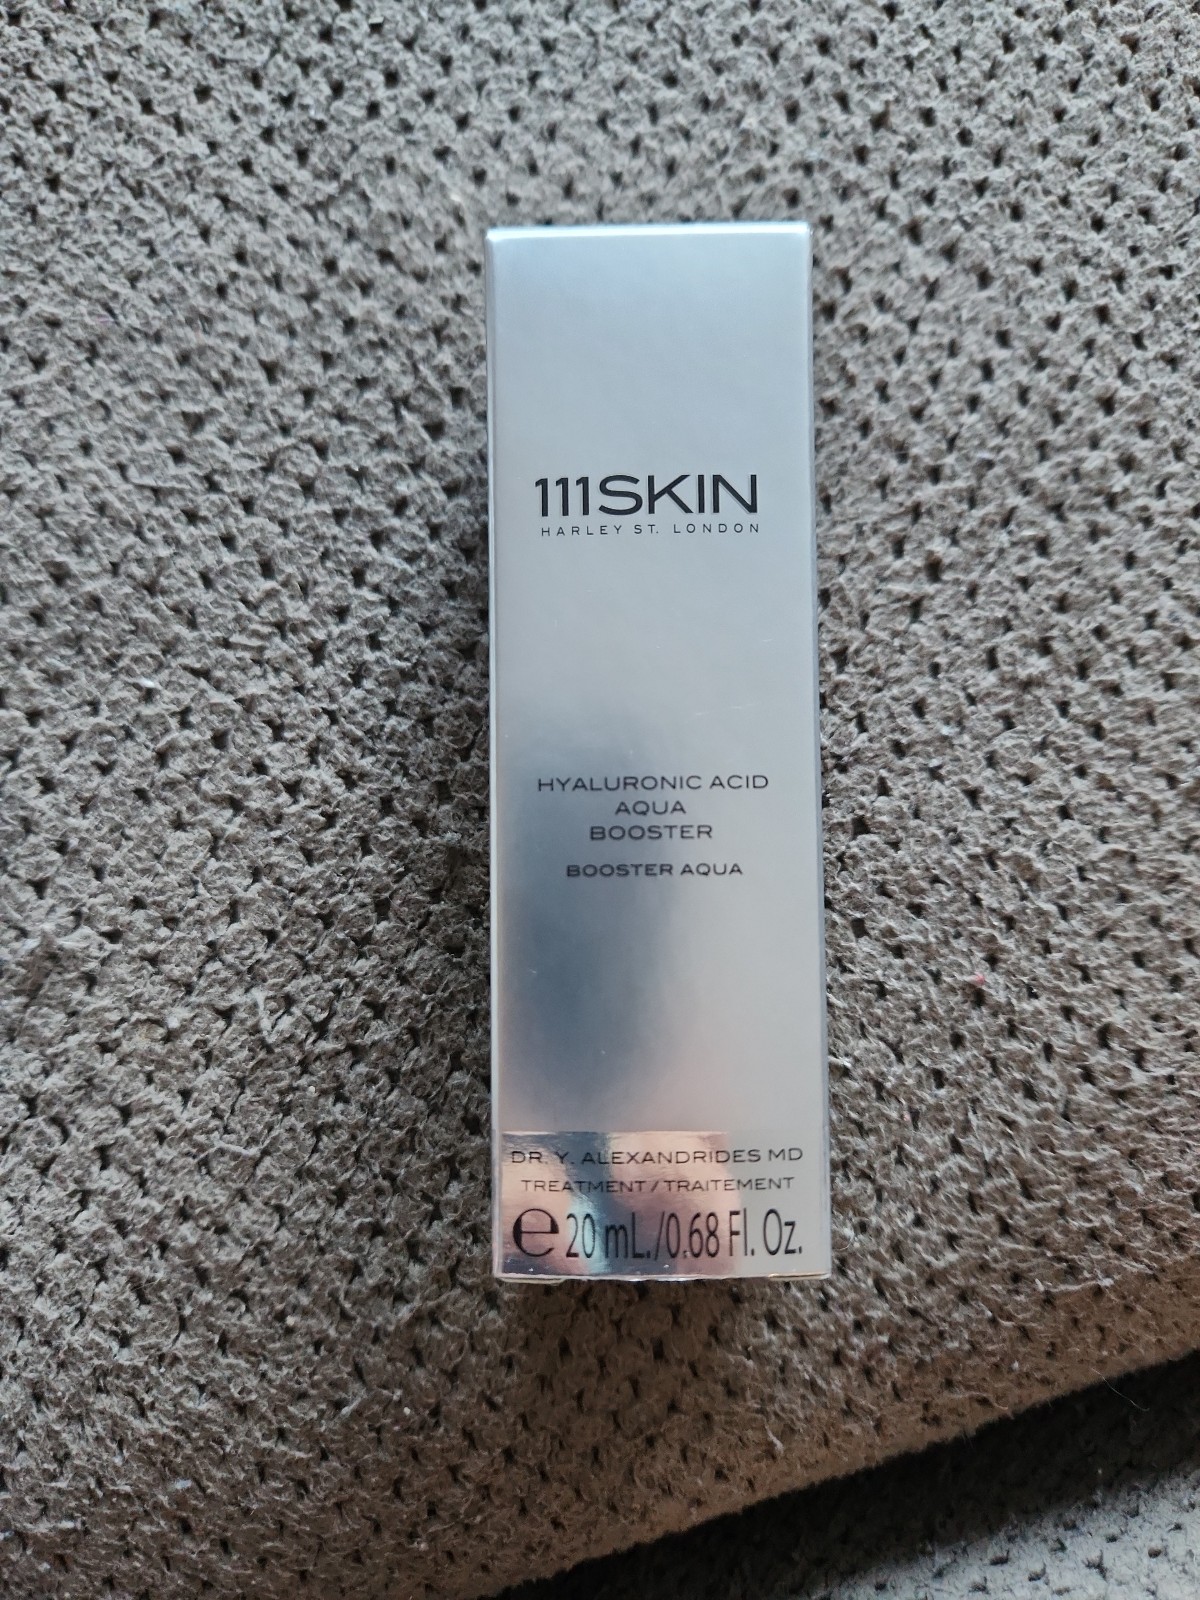 111SKIN
HARLEY ST. LONDON
HYALURONIC ACID
AQUA
BOOSTER
BOOSTER AQUA
DR. Y. ALEXANDRIDES MD
TREATMENT/TRAITEMENT
℮ 20 mL./0.68 Fl. Oz.